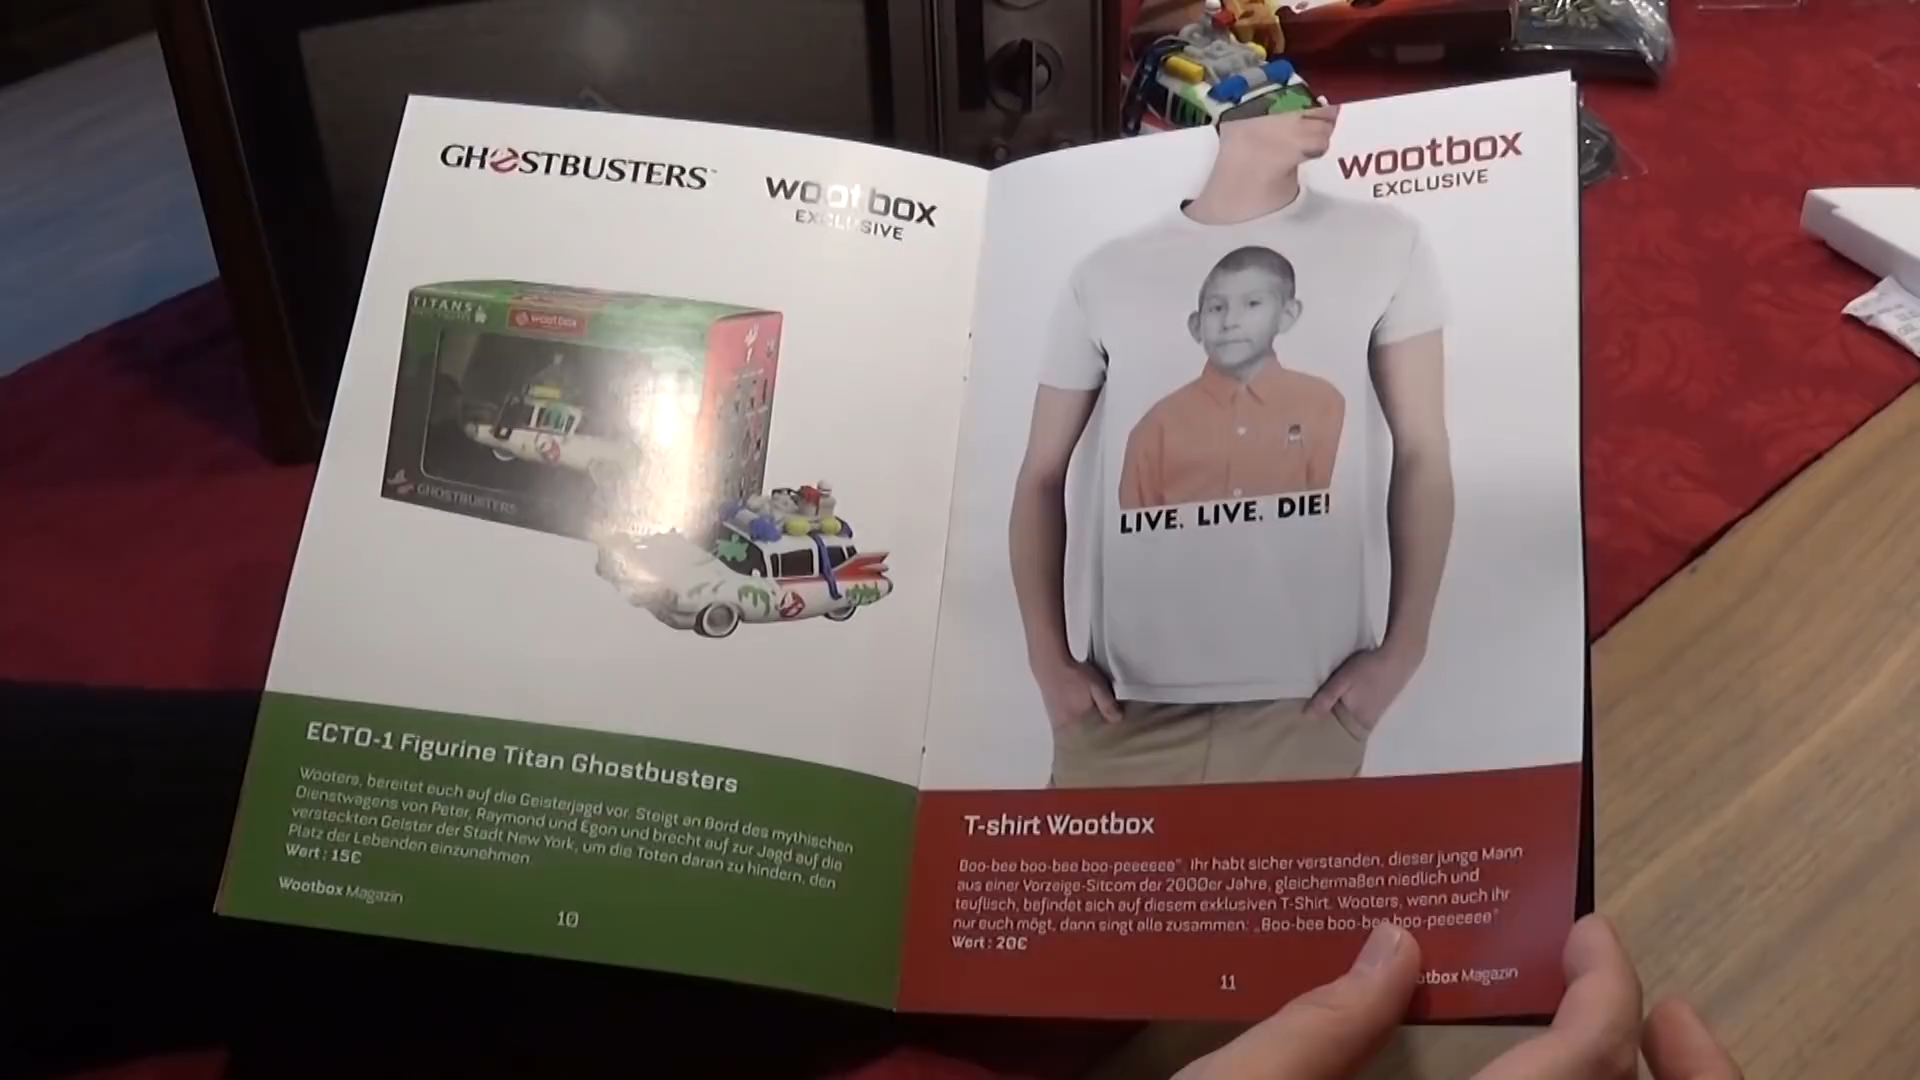 GHOSTBUSTERS™
wootbox
EXCLUSIVE
TITANS
wootbox
GHOSTBUSTERS
ECTO-1 Figurine Titan Ghostbusters
Wooters, bereitet euch auf die Geisterjagd vor. Steigt an Bord des mythischen
Dienstwagens von Peter, Raymond und Egon und brecht auf zur Jagd auf die
versteckten Geister der Stadt New York, um die Toten daran zu hindern, den
Platz der Lebenden einzunehmen.
Wert : 15€
Wootbox Magazin
10
wootbox
EXCLUSIVE
LIVE. LIVE. DIE!
T-shirt Wootbox
Boo-bee boo-bee boo-peeeeee". Ihr habt sicher verstanden, dieser junge Mann
aus einer Vorzeige-Sitcom der 2000er Jahre, gleichermaßen niedlich und
teuflisch, befindet sich auf diesem exklusiven T-Shirt. Wooters, wenn auch ihr
nur euch mögt, dann singt alle zusammen: „Boo-bee boo-bee boo-peeeeee"
Wert : 20€
11
otbox Magazin